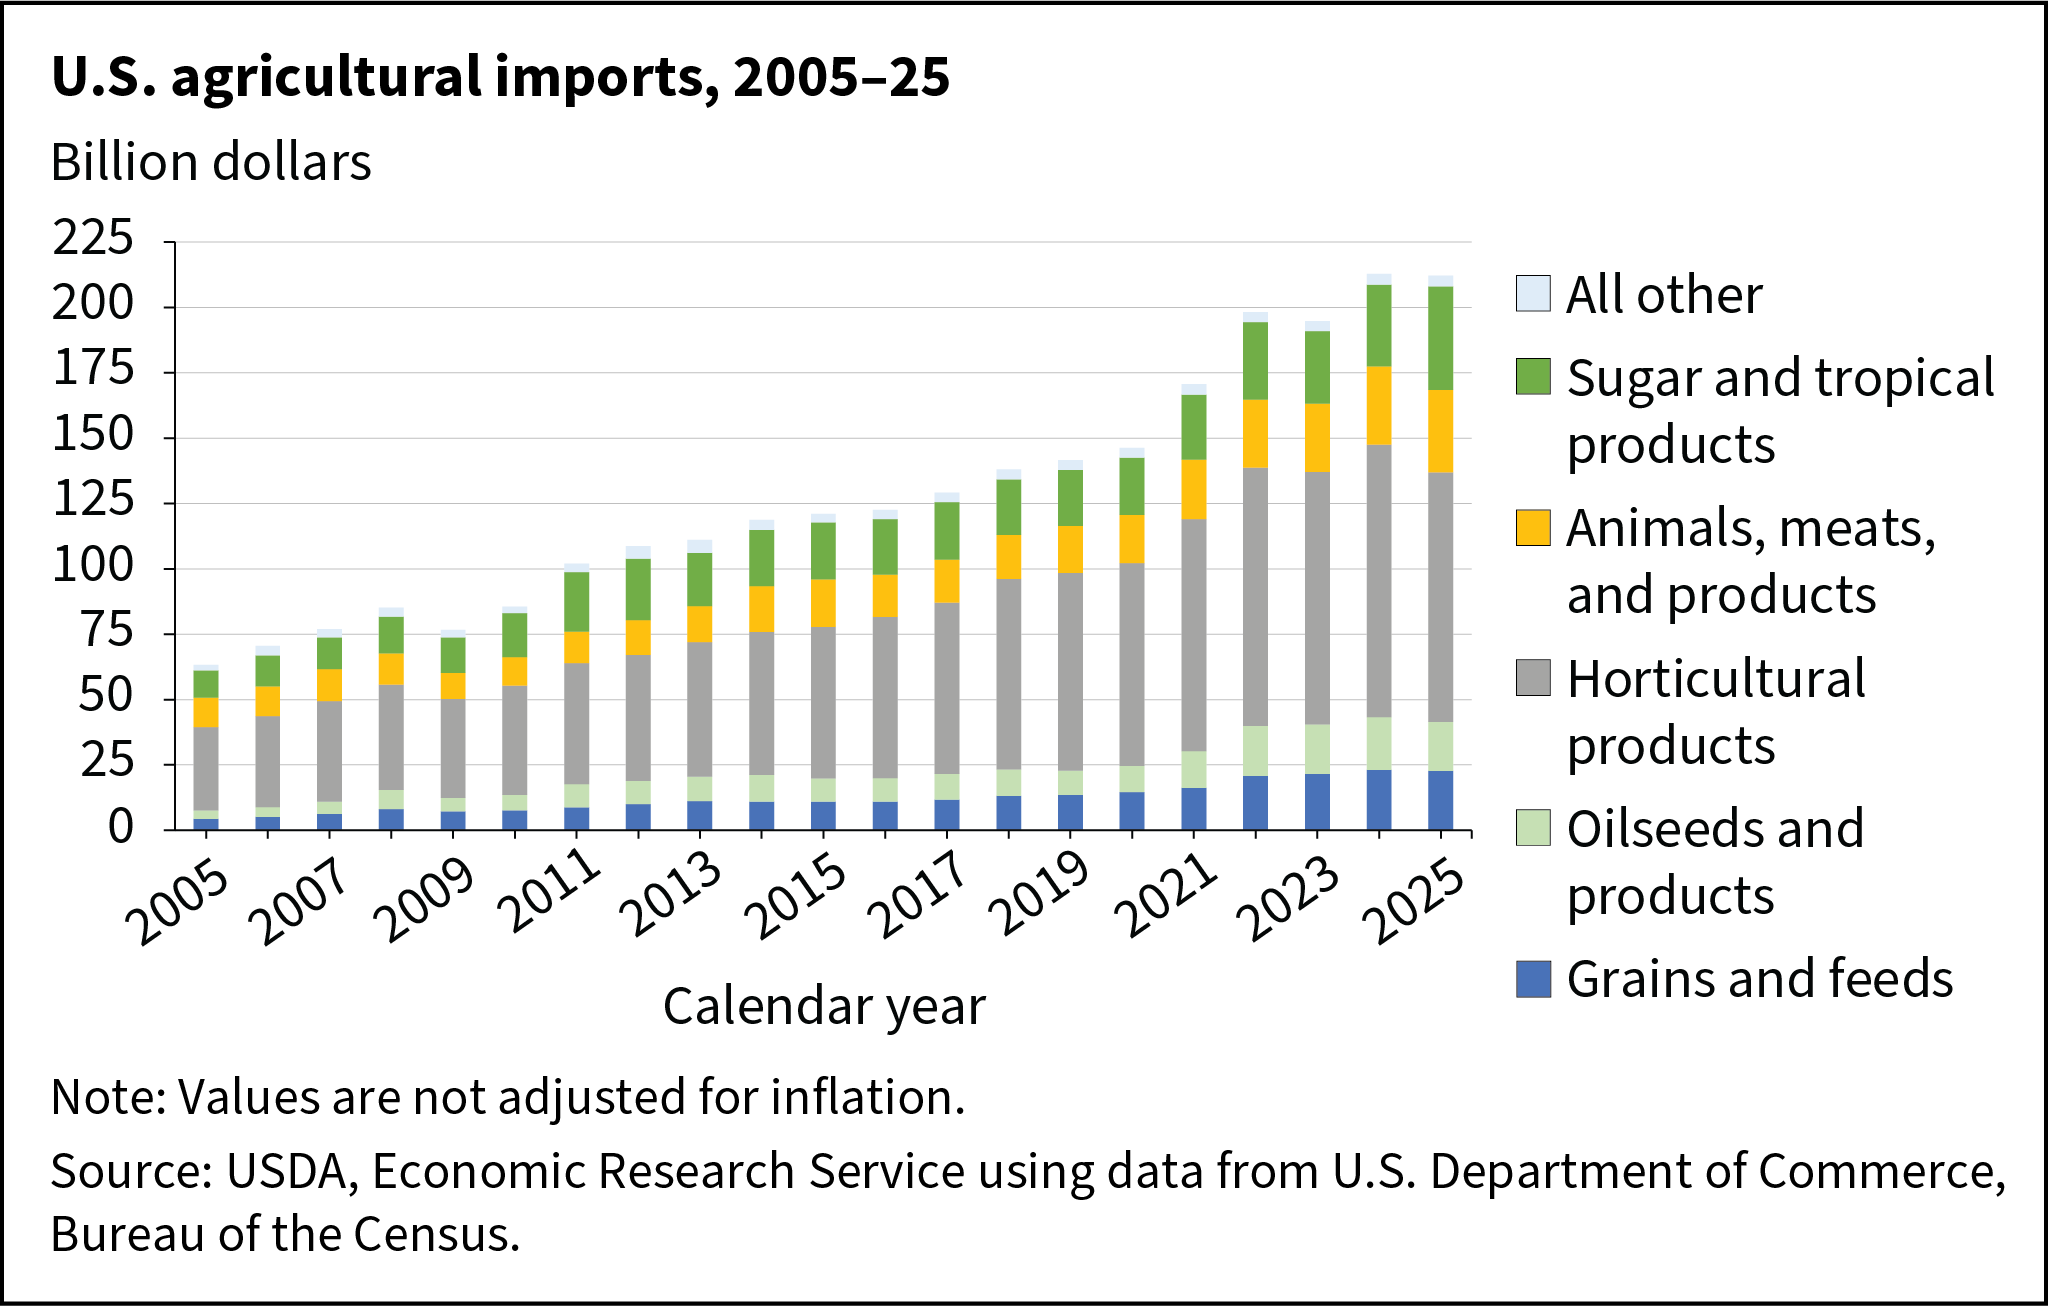 U.S. agricultural imports, 2005–25
Billion dollars
225
200
175
150
125
100
75
50
25
0
2005
2007
2009
2011
2013
2015
2017
2019
2021
2023
2025
Calendar year
All other
Sugar and tropical
products
Animals, meats,
and products
Horticultural
products
Oilseeds and
products
Grains and feeds
Note: Values are not adjusted for inflation.
Source: USDA, Economic Research Service using data from U.S. Department of Commerce,
Bureau of the Census.